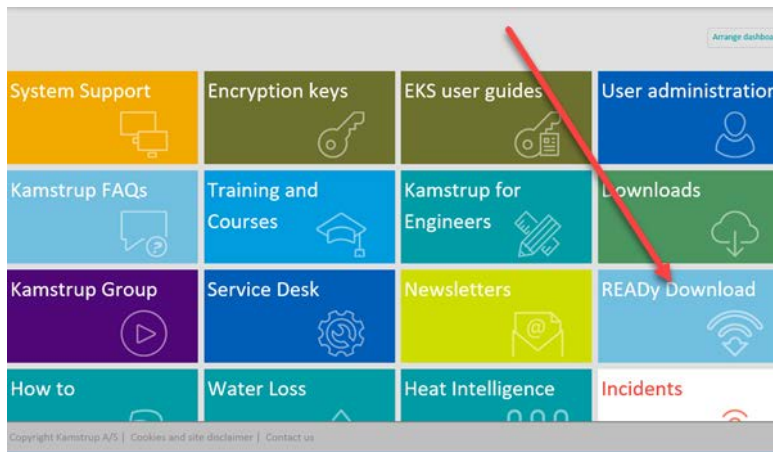 Arrange dashboa
System Support
Encryption keys
EKS user guides
User administration
Kamstrup FAQs
Training and
Courses
Kamstrup for
Engineers
Downloads
Kamstrup Group
Service Desk
Newsletters
READy Download
How to
Water Loss
Heat Intelligence
Incidents
Copyright Kamstrup A/S | Cookies and site disclaimer | Contact us